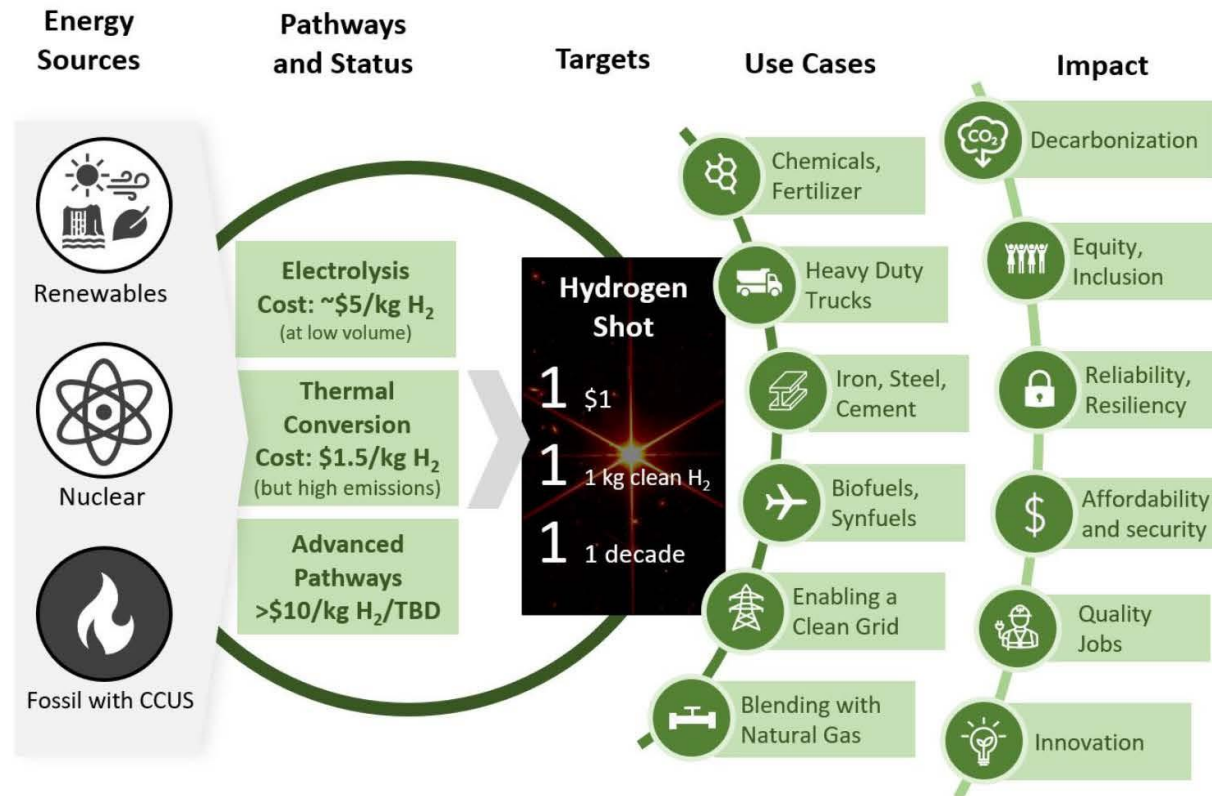 Energy
Sources
Pathways
and Status
Targets
Use Cases
Impact
Renewables
Nuclear
Fossil with CCUS
Electrolysis
Cost: ~$5/kg H₂
(at low volume)
Thermal
Conversion
Cost: $1.5/kg H₂
(but high emissions)
Advanced
Pathways
>$10/kg H₂/TBD
Hydrogen
Shot
1 $1
1 1 kg clean H₂
1 1 decade
Chemicals,
Fertilizer
Heavy Duty
Trucks
Iron, Steel,
Cement
Biofuels,
Synfuels
Enabling a
Clean Grid
Blending with
Natural Gas
CO₂
Decarbonization
Equity,
Inclusion
Reliability,
Resiliency
$
Affordability
and security
Quality
Jobs
Innovation